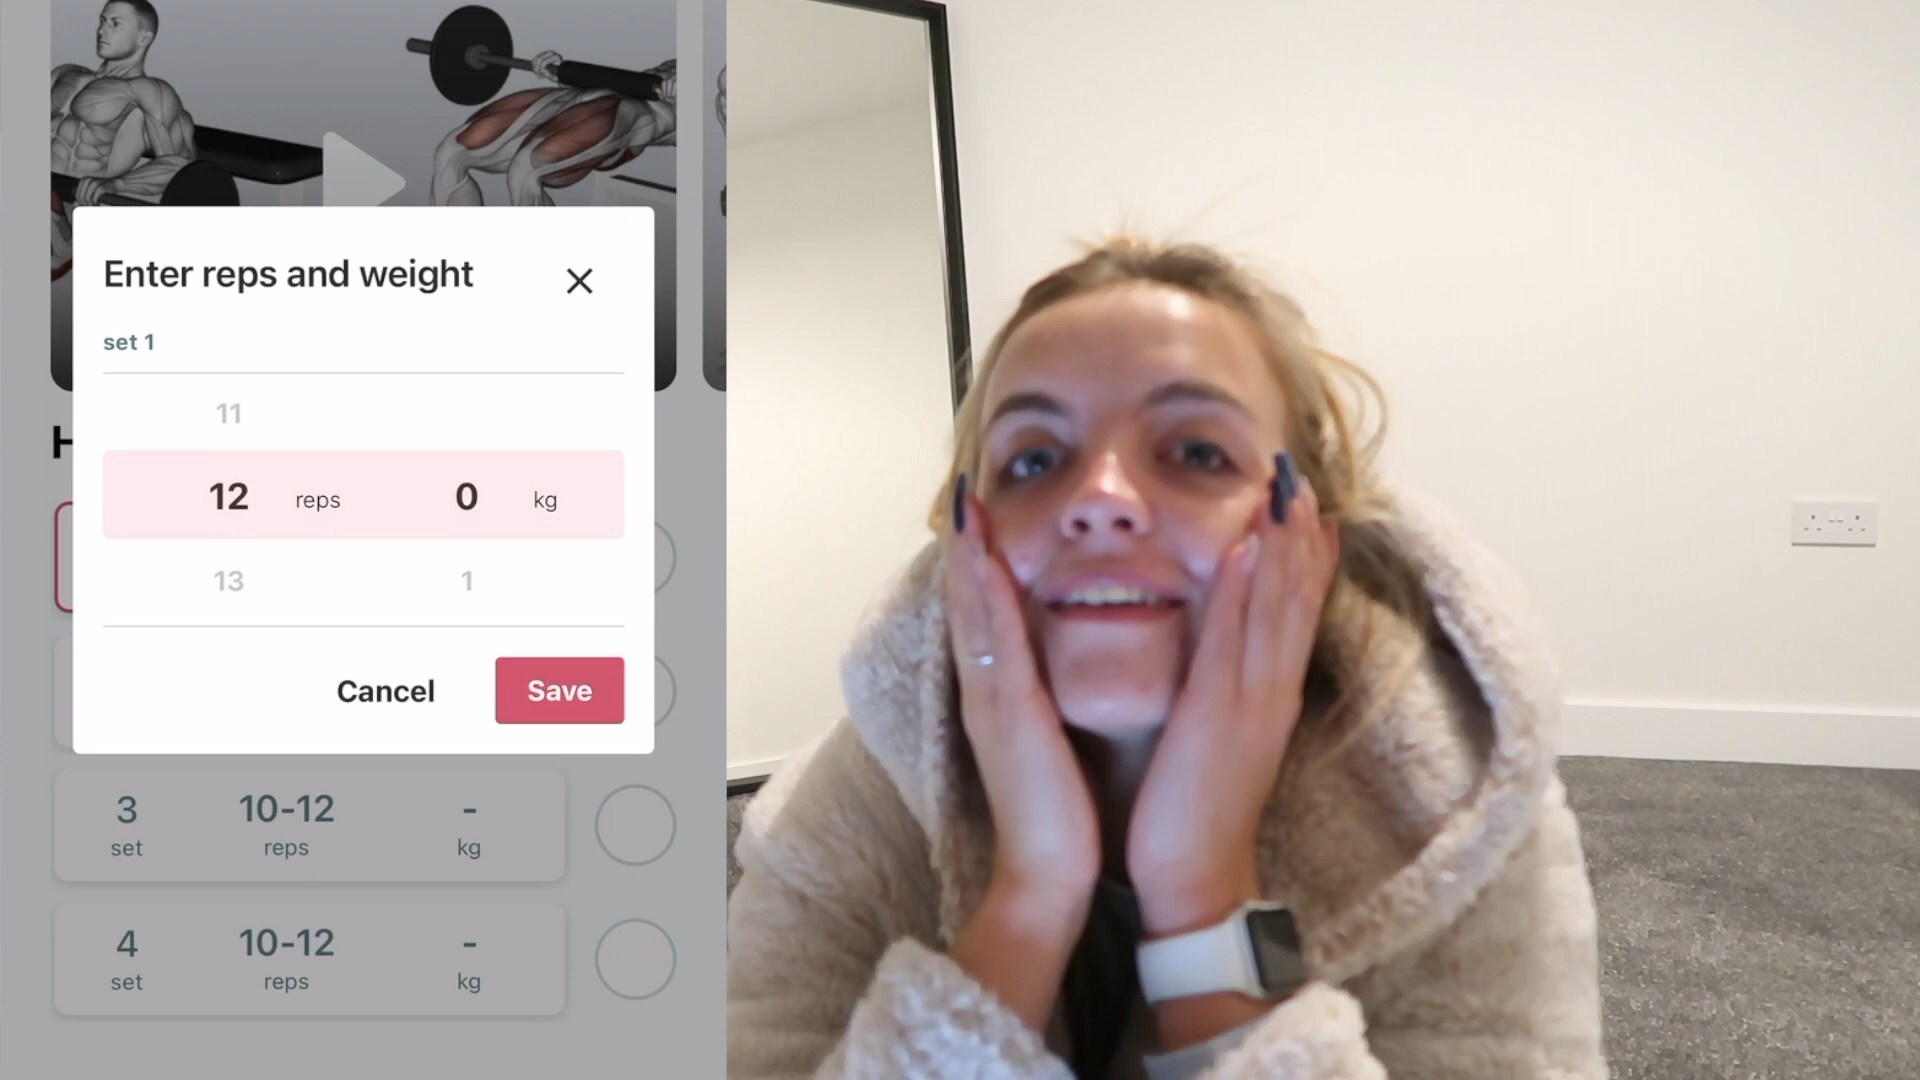 Enter reps and weight
set 1
11
12 reps 0 kg
13 1
Cancel Save
H
3 10-12 -
set reps kg
4 10-12 -
set reps kg